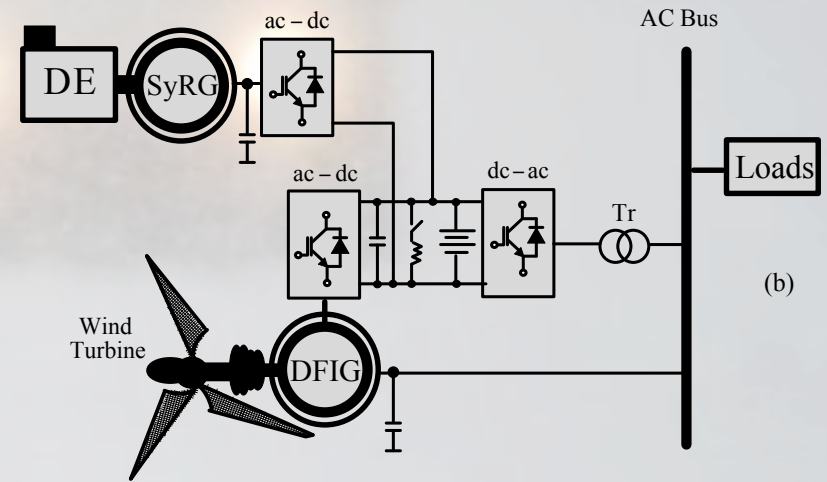 AC Bus
ac – dc
DE
SyRG
Loads
ac – dc
dc – ac
Tr
(b)
Wind
Turbine
DFIG